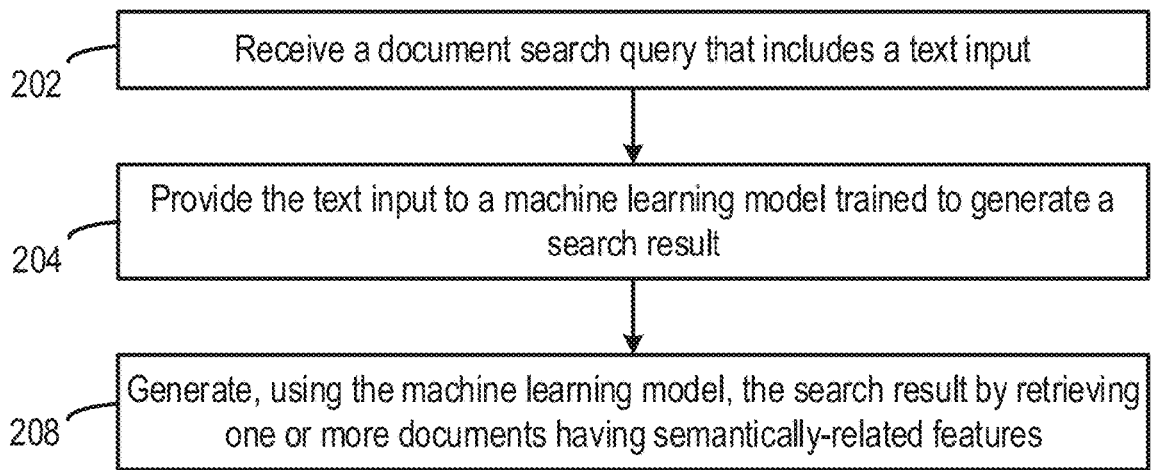 Receive a document search query that includes a text input
202
Provide the text input to a machine learning model trained to generate a
search result
204
Generate, using the machine learning model, the search result by retrieving
one or more documents having semantically-related features
208